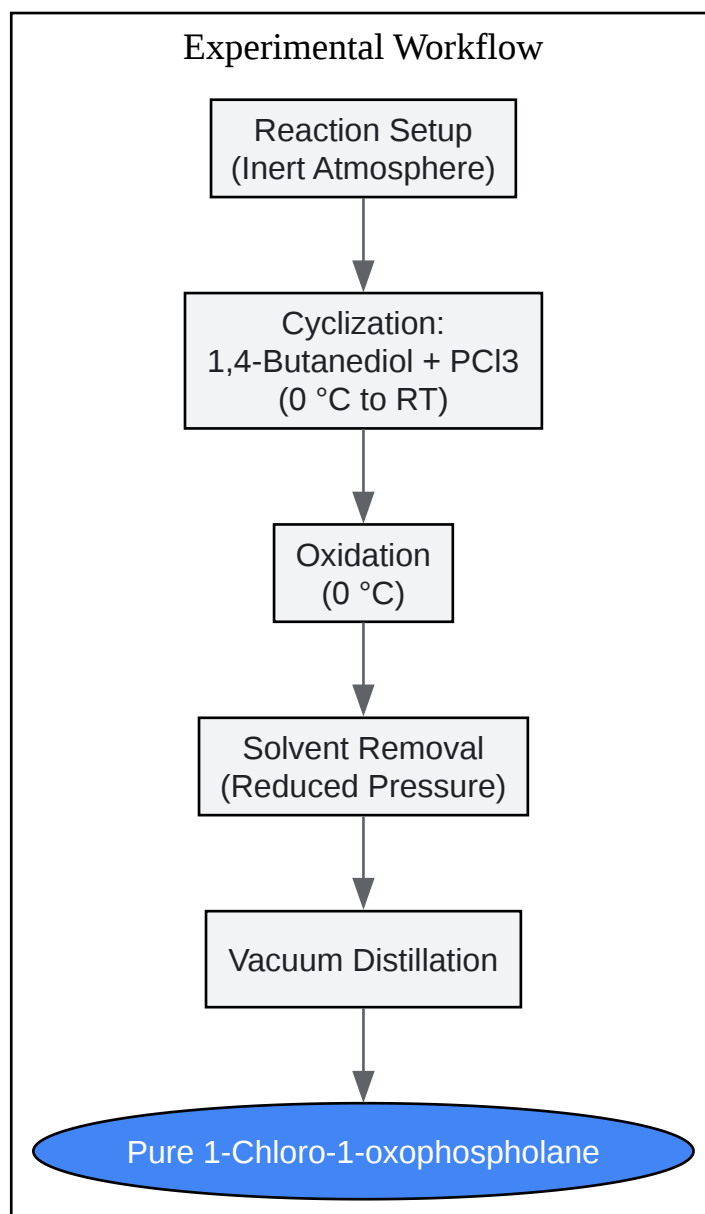 Experimental Workflow
Reaction Setup
(Inert Atmosphere)
Cyclization:
1,4-Butanediol + PCl3
(0 °C to RT)
Oxidation
(0 °C)
Solvent Removal
(Reduced Pressure)
Vacuum Distillation
Pure 1-Chloro-1-oxophospholane